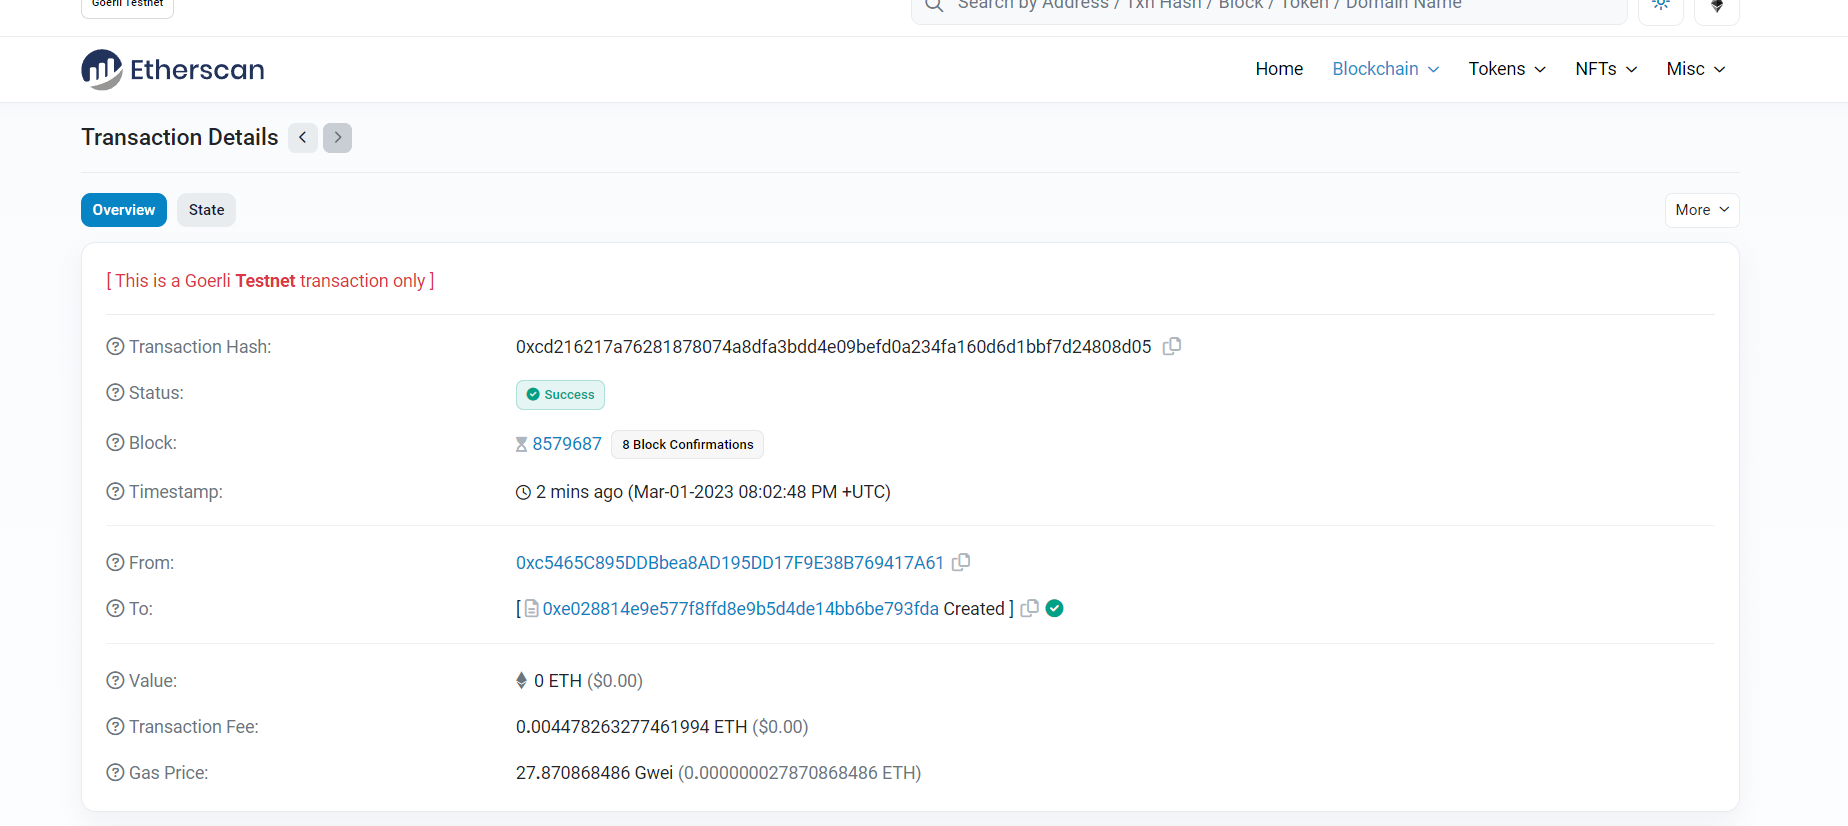 Goerli Testnet
Search by Address / Txn Hash / Block / Token / Domain Name
Etherscan
Home Blockchain Tokens NFTs Misc
Transaction Details
Overview State More
[ This is a Goerli Testnet transaction only ]
Transaction Hash: 0xcd216217a76281878074a8dfa3bdd4e09befd0a234fa160d6d1bbf7d24808d05
Status: Success
Block: 8579687 8 Block Confirmations
Timestamp: 2 mins ago (Mar-01-2023 08:02:48 PM +UTC)
From: 0xc5465C895DDBbea8AD195DD17F9E38B769417A61
To: [ 0xe028814e9e577f8ffd8e9b5d4de14bb6be793fda Created ]
Value: 0 ETH ($0.00)
Transaction Fee: 0.004478263277461994 ETH ($0.00)
Gas Price: 27.870868486 Gwei (0.000000027870868486 ETH)